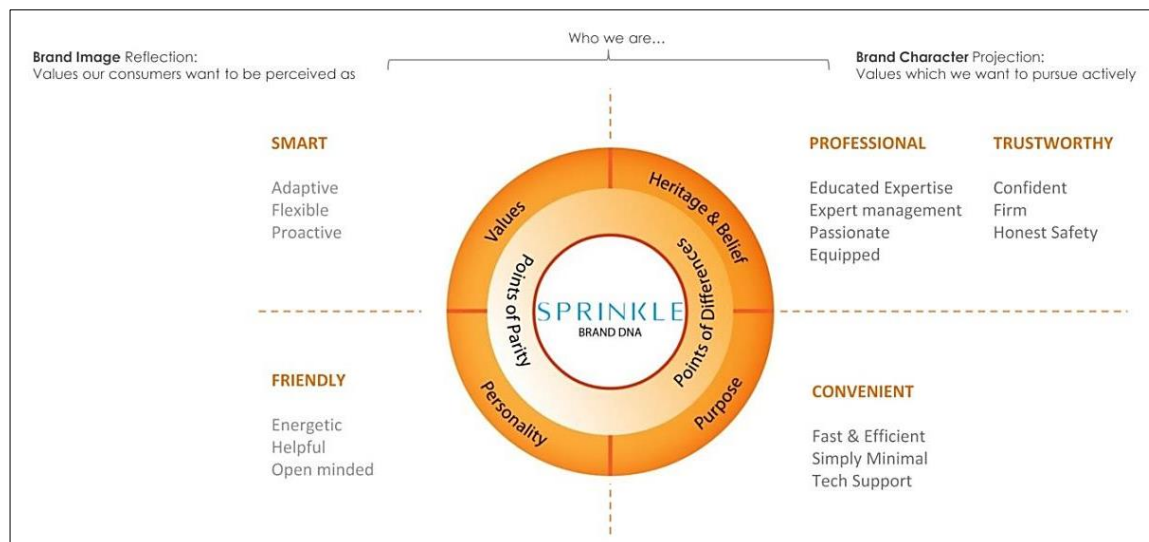 Who we are...
Brand Image Reflection:
Values our consumers want to be perceived as
Brand Character Projection:
Values which we want to pursue actively
SMART
Adaptive
Flexible
Proactive
PROFESSIONAL
Educated Expertise
Expert management
Passionate
Equipped
TRUSTWORTHY
Confident
Firm
Honest Safety
Values
Heritage & Belief
Points of Parity
Points of Differences
SPRINKLE
BRAND DNA
Personality
Purpose
FRIENDLY
Energetic
Helpful
Open minded
CONVENIENT
Fast & Efficient
Simply Minimal
Tech Support